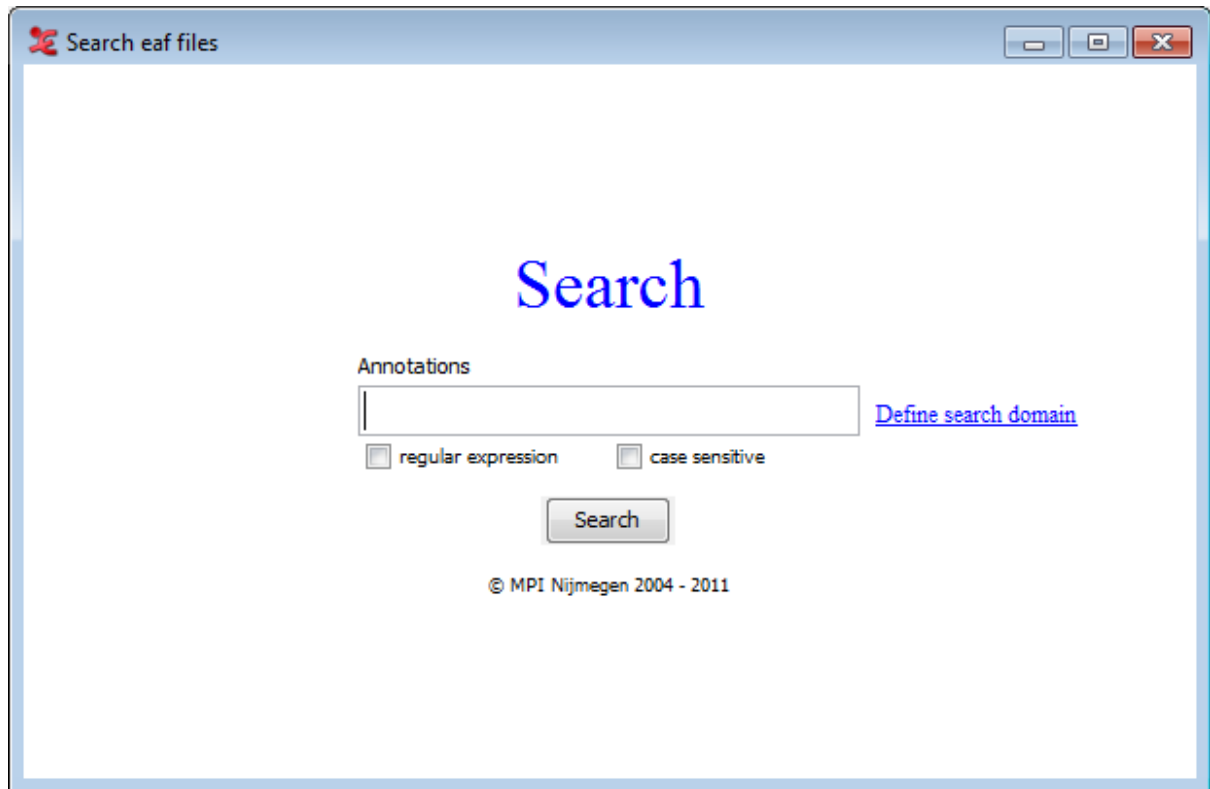 Search eaf files
Search
Annotations
Define search domain
regular expression case sensitive
Search
© MPI Nijmegen 2004 - 2011